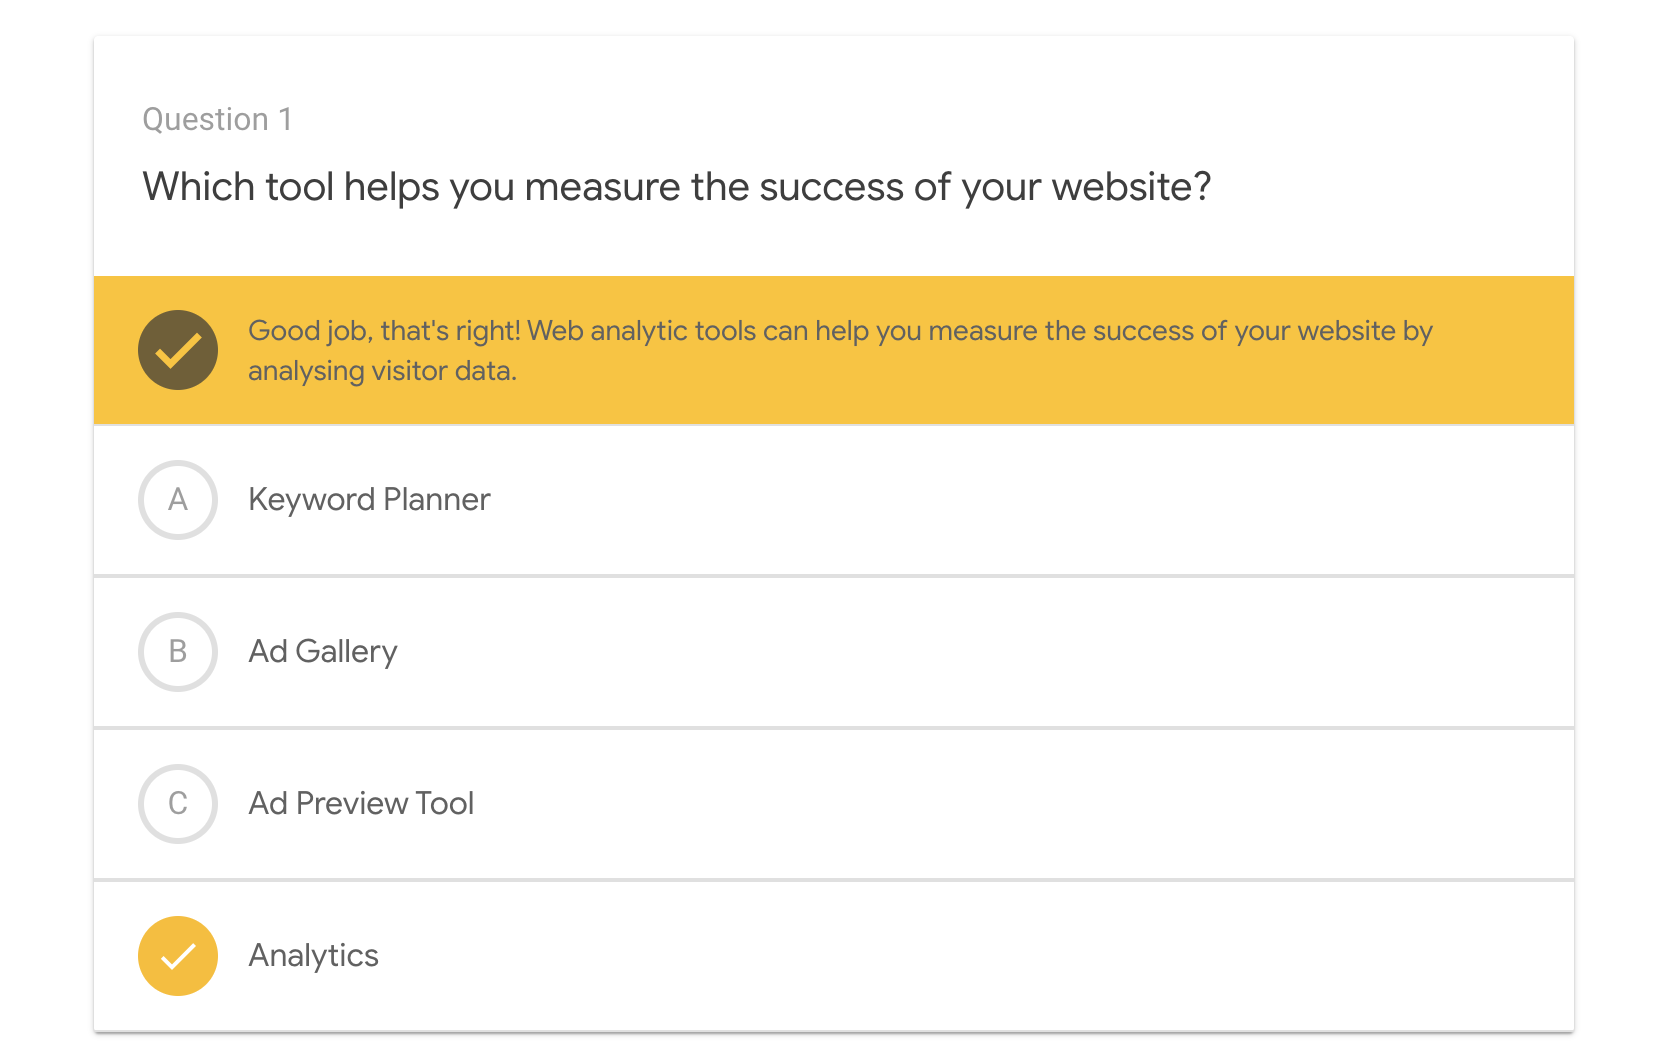 Question 1
Which tool helps you measure the success of your website?
Good job, that's right! Web analytic tools can help you measure the success of your website by
analysing visitor data.
A Keyword Planner
B Ad Gallery
C Ad Preview Tool
Analytics